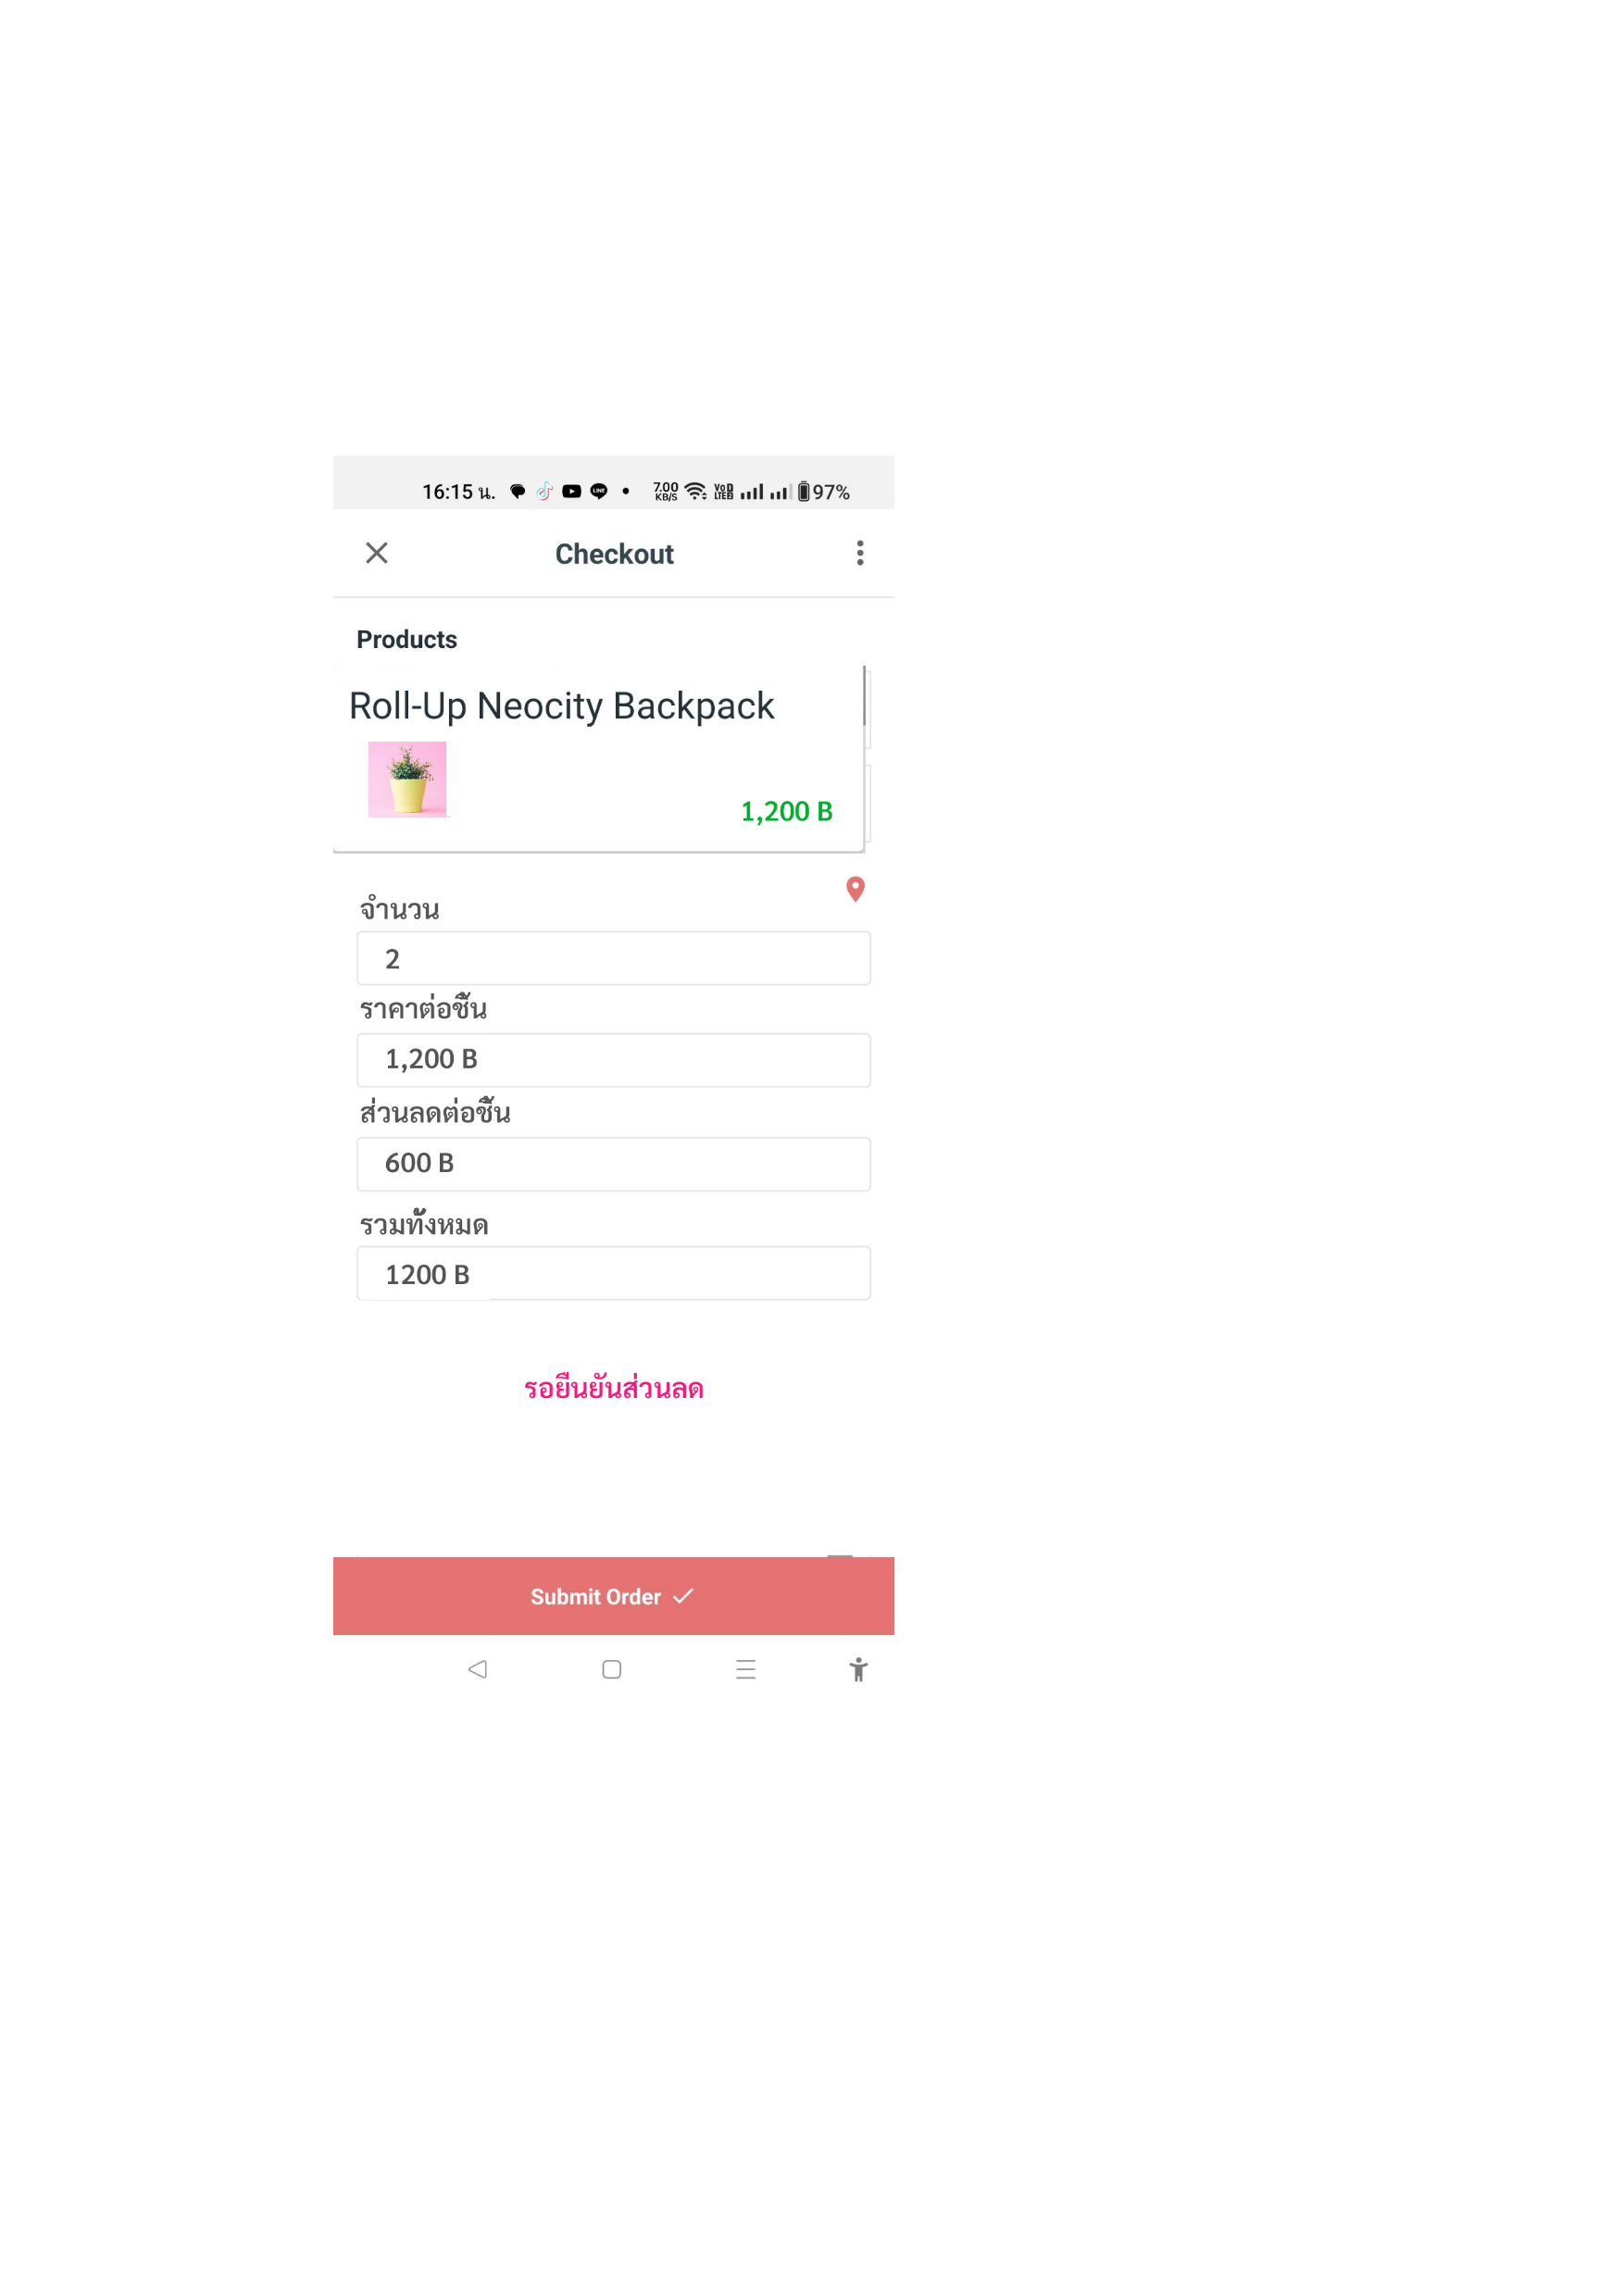 16:15 น. 7.00 KB/S VoD LTE 97%
Checkout
Products
Roll-Up Neocity Backpack
1,200 B
จำนวน
2
ราคาต่อชิ้น
1,200 B
ส่วนลดต่อชิ้น
600 B
รวมทั้งหมด
1200 B
รอยืนยันส่วนลด
Submit Order